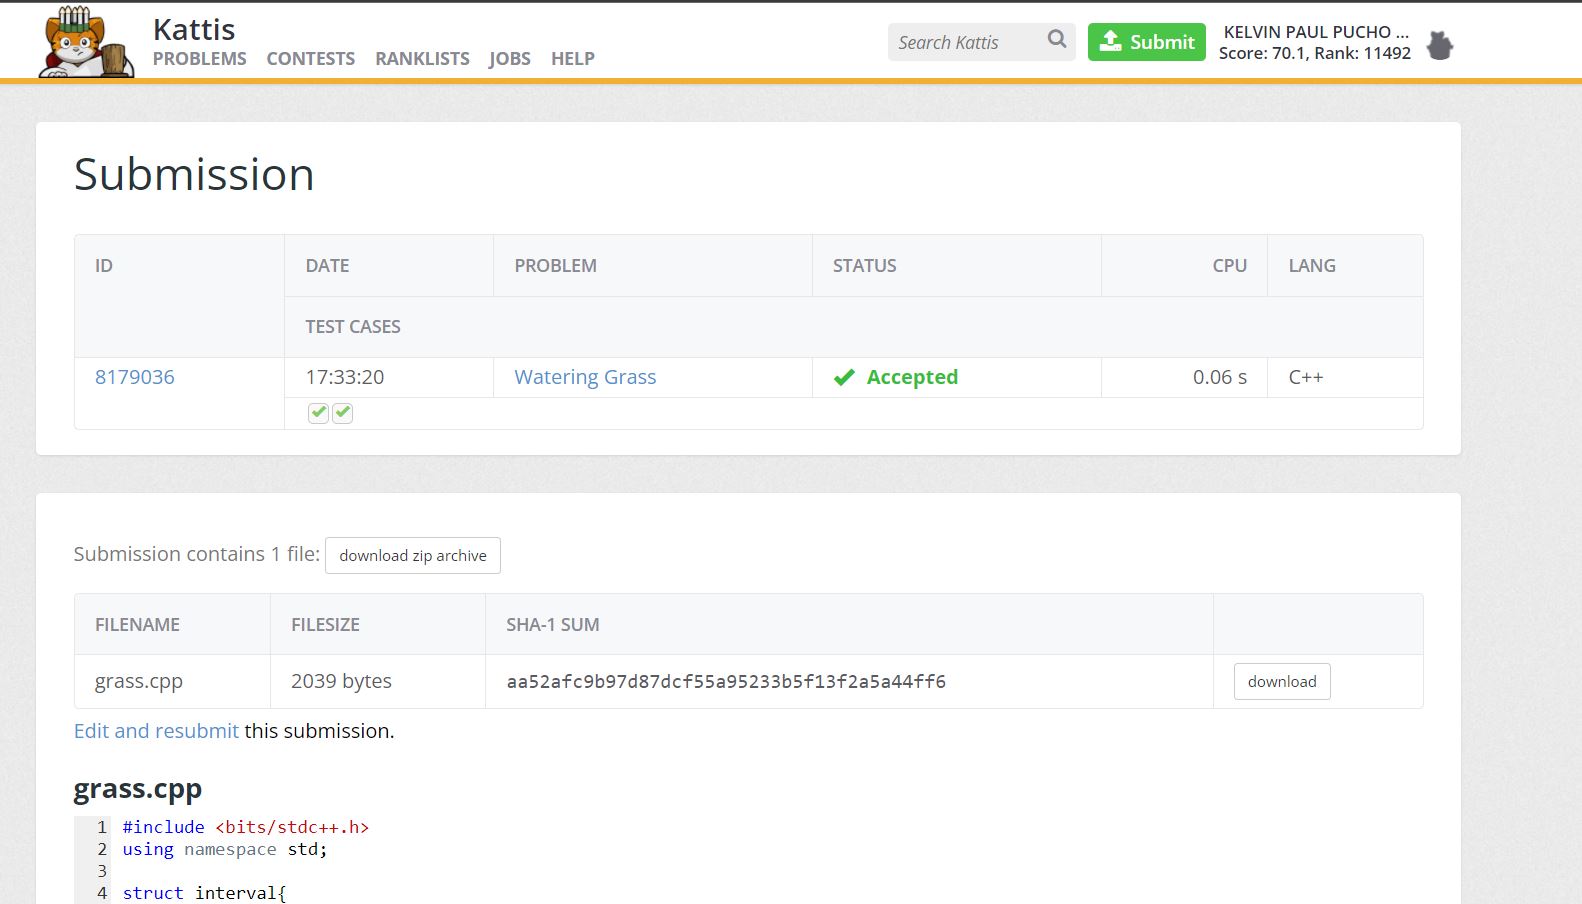 Kattis
PROBLEMS CONTESTS RANKLISTS JOBS HELP
Search Kattis
Submit
KELVIN PAUL PUCHO ...
Score: 70.1, Rank: 11492
Submission
ID DATE PROBLEM STATUS CPU LANG
TEST CASES
8179036 17:33:20 Watering Grass Accepted 0.06 s C++
Submission contains 1 file: download zip archive
FILENAME FILESIZE SHA-1 SUM
grass.cpp 2039 bytes aa52afc9b97d87dcf55a95233b5f13f2a5a44ff6 download
Edit and resubmit this submission.
grass.cpp
1 #include <bits/stdc++.h>
2 using namespace std;
3
4 struct interval{